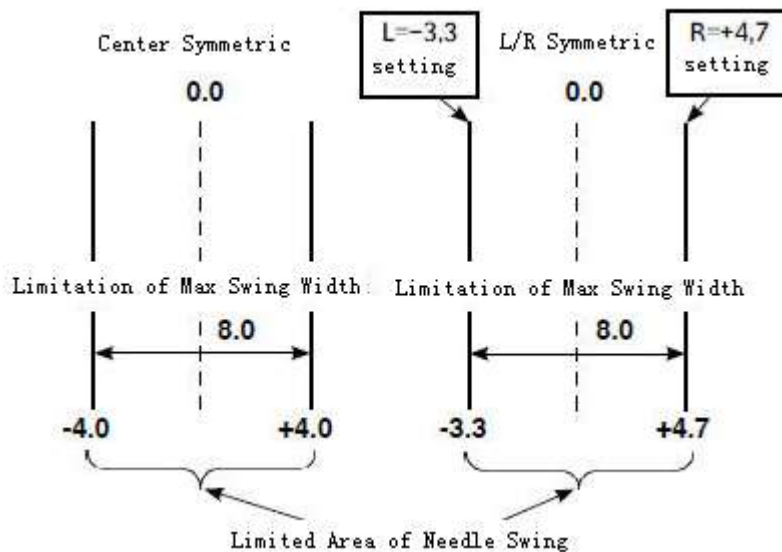 Center Symmetric
L=−3,3
setting
L/R Symmetric
R=+4,7
setting
0.0
0.0
Limitation of Max Swing Width
Limitation of Max Swing Width
8.0
8.0
-4.0
+4.0
-3.3
+4.7
Limited Area of Needle Swing